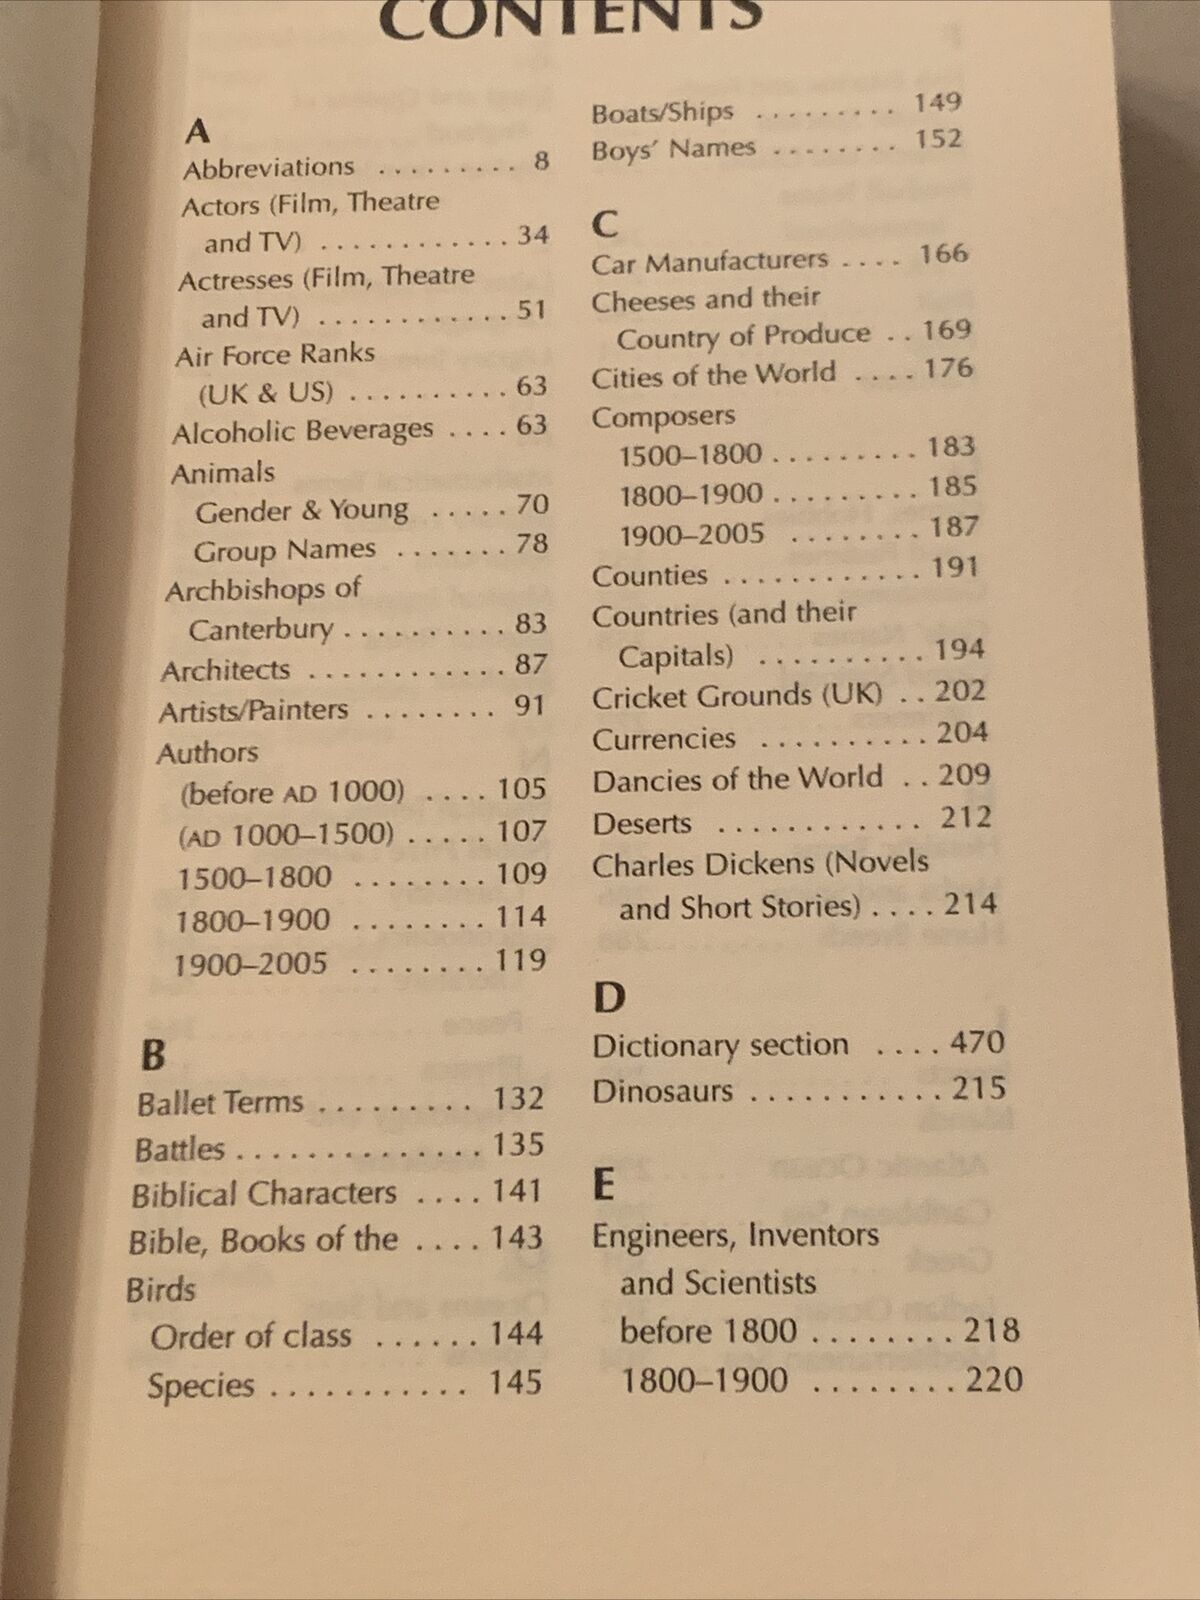 CONTENTS
A
Abbreviations ......... 8
Actors (Film, Theatre
and TV) ............ 34
Actresses (Film, Theatre
and TV) ............ 51
Air Force Ranks
(UK & US) .......... 63
Alcoholic Beverages .... 63
Animals
Gender & Young ..... 70
Group Names ....... 78
Archbishops of
Canterbury .......... 83
Architects ............ 87
Artists/Painters ........ 91
Authors
(before AD 1000) .... 105
(AD 1000–1500) ..... 107
1500–1800 ........ 109
1800–1900 ........ 114
1900–2005 ........ 119
B
Ballet Terms ......... 132
Battles .............. 135
Biblical Characters .... 141
Bible, Books of the .... 143
Birds
Order of class ...... 144
Species ........... 145
Boats/Ships ......... 149
Boys' Names ........ 152
C
Car Manufacturers .... 166
Cheeses and their
Country of Produce .. 169
Cities of the World .... 176
Composers
1500–1800 ......... 183
1800–1900 ......... 185
1900–2005 ........ 187
Counties ............ 191
Countries (and their
Capitals) .......... 194
Cricket Grounds (UK) .. 202
Currencies .......... 204
Dancies of the World .. 209
Deserts ............ 212
Charles Dickens (Novels
and Short Stories) .... 214
D
Dictionary section .... 470
Dinosaurs ............ 215
E
Engineers, Inventors
and Scientists
before 1800 ........ 218
1800–1900 ........ 220